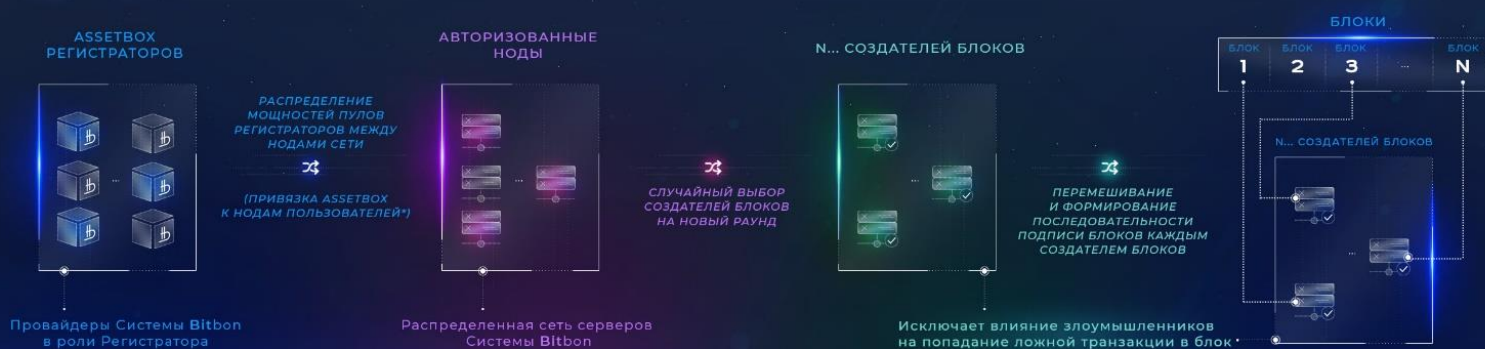 ASSETBOX
РЕГИСТРАТОРОВ
РАСПРЕДЕЛЕНИЕ
МОЩНОСТЕЙ ПУЛОВ
РЕГИСТРАТОРОВ МЕЖДУ
НОДАМИ СЕТИ
(ПРИВЯЗКА ASSETBOX
К НОДАМ ПОЛЬЗОВАТЕЛЕЙ*)
Провайдеры Системы Bitbon
в роли Регистратора
АВТОРИЗОВАННЫЕ
НОДЫ
Распределенная сеть серверов
Системы Bitbon
СЛУЧАЙНЫЙ ВЫБОР
СОЗДАТЕЛЕЙ БЛОКОВ
НА НОВЫЙ РАУНД
N... СОЗДАТЕЛЕЙ БЛОКОВ
ПЕРЕМЕШИВАНИЕ
И ФОРМИРОВАНИЕ
ПОСЛЕДОВАТЕЛЬНОСТИ
ПОДПИСИ БЛОКОВ КАЖДЫМ
СОЗДАТЕЛЕМ БЛОКОВ
Исключает влияние злоумышленников
на попадание ложной транзакции в блок
БЛОКИ
БЛОК БЛОК БЛОК БЛОК
1 2 3 ... N
N... СОЗДАТЕЛЕЙ БЛОКОВ